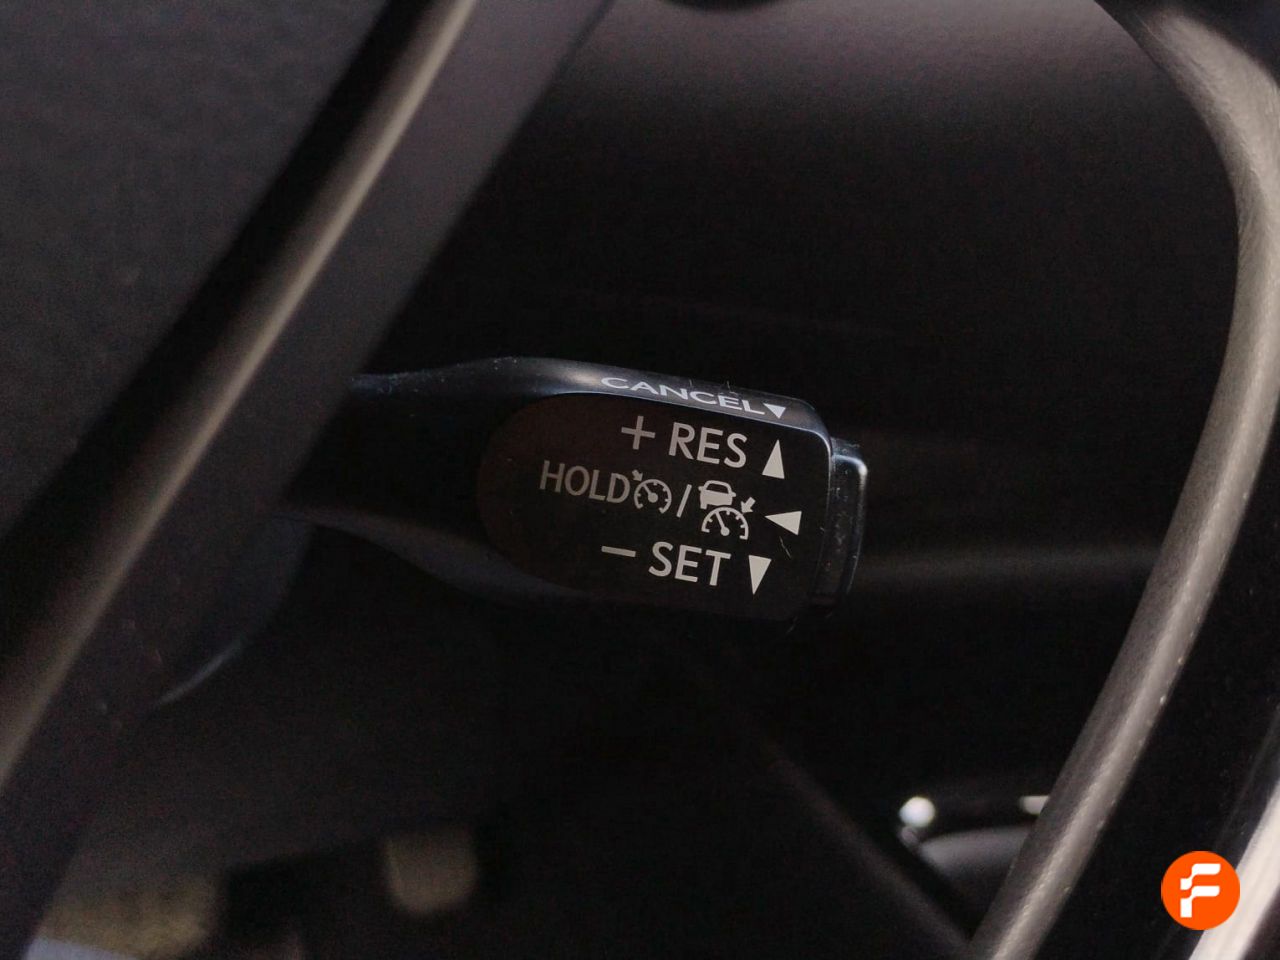 CANCEL▼
+ RES ▲
HOLD / ◀
− SET ▼
F